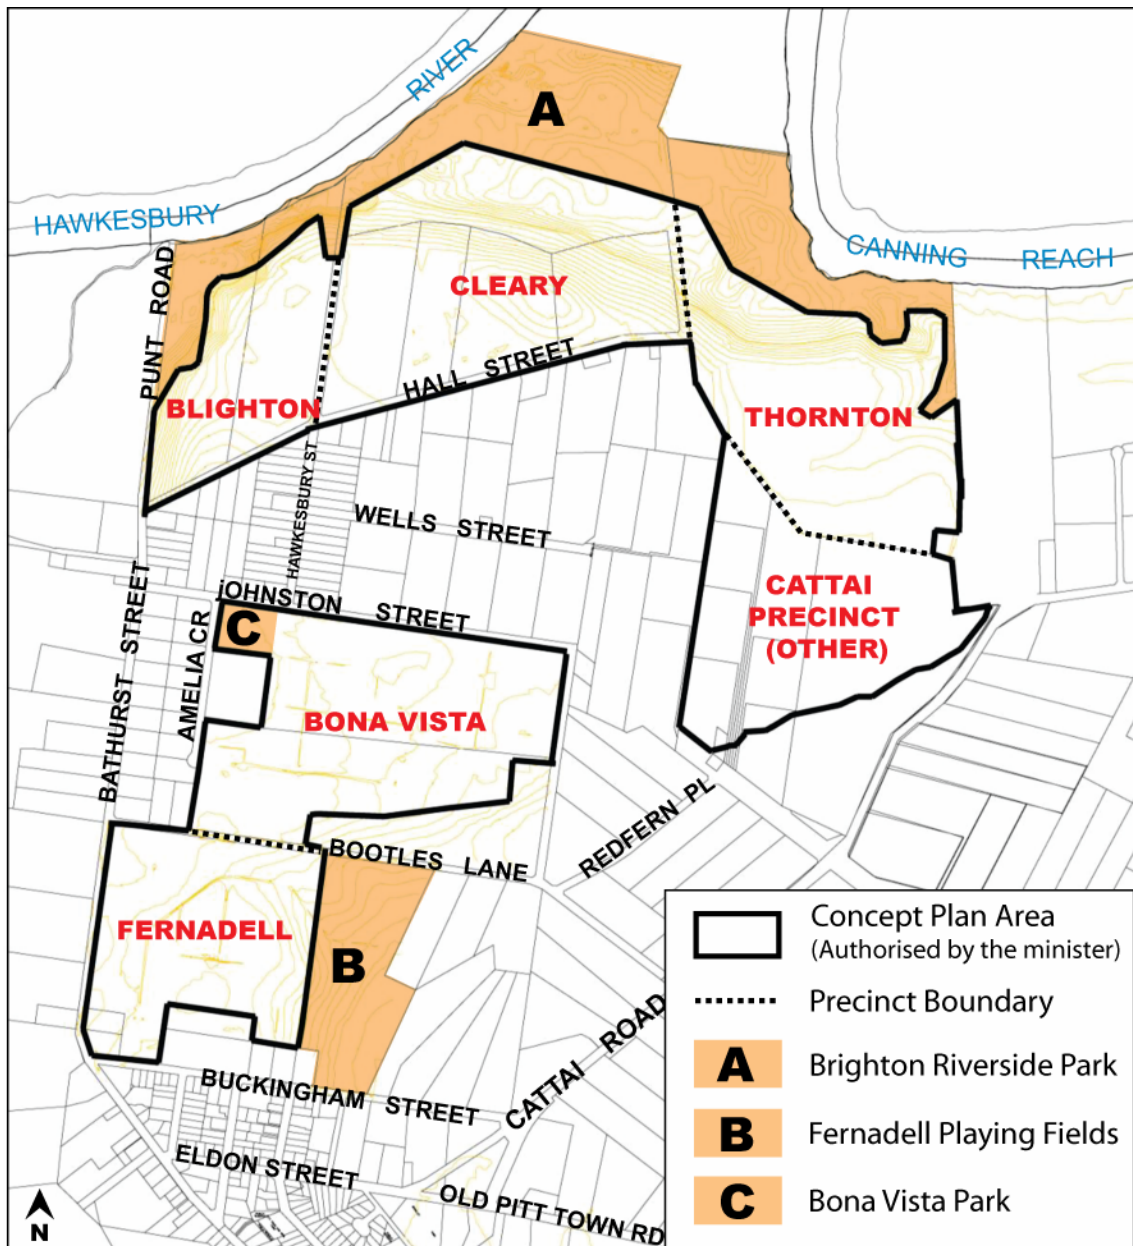 RIVER
A
HAWKESBURY
CANNING REACH
PUNT ROAD
CLEARY
HALL STREET
BLIGHTON
THORNTON
HAWKESBURY ST
WELLS STREET
CATTAI
PRECINCT
(OTHER)
jOHNSTON STREET
C
BATHURST STREET
AMELIA CR
BONA VISTA
REDFERN PL
BOOTLES LANE
FERNADELL
B
CATTAI ROAD
BUCKINGHAM STREET
ELDON STREET
OLD PITT TOWN RD
N
Concept Plan Area
(Authorised by the minister)
Precinct Boundary
A Brighton Riverside Park
B Fernadell Playing Fields
C Bona Vista Park